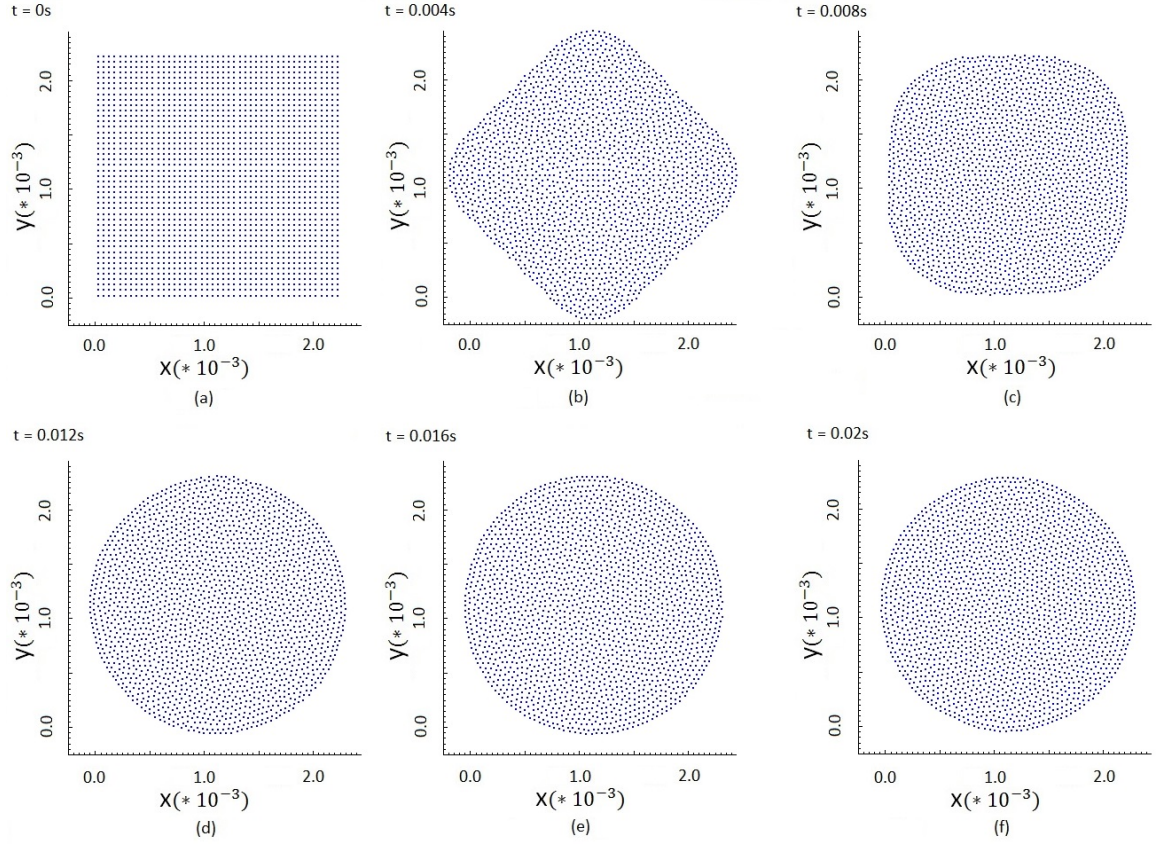 t = 0s
t = 0.004s
t = 0.008s
y(* 10⁻³)
2.0
1.0
0.0
0.0 1.0 2.0
x(* 10⁻³)
(a)
y(* 10⁻³)
2.0
1.0
0.0
0.0 1.0 2.0
x(* 10⁻³)
(b)
y(* 10⁻³)
2.0
1.0
0.0
0.0 1.0 2.0
x(* 10⁻³)
(c)
t = 0.012s
t = 0.016s
t = 0.02s
y(* 10⁻³)
2.0
1.0
0.0
0.0 1.0 2.0
x(* 10⁻³)
(d)
y(* 10⁻³)
2.0
1.0
0.0
0.0 1.0 2.0
x(* 10⁻³)
(e)
y(* 10⁻³)
2.0
1.0
0.0
0.0 1.0 2.0
x(* 10⁻³)
(f)